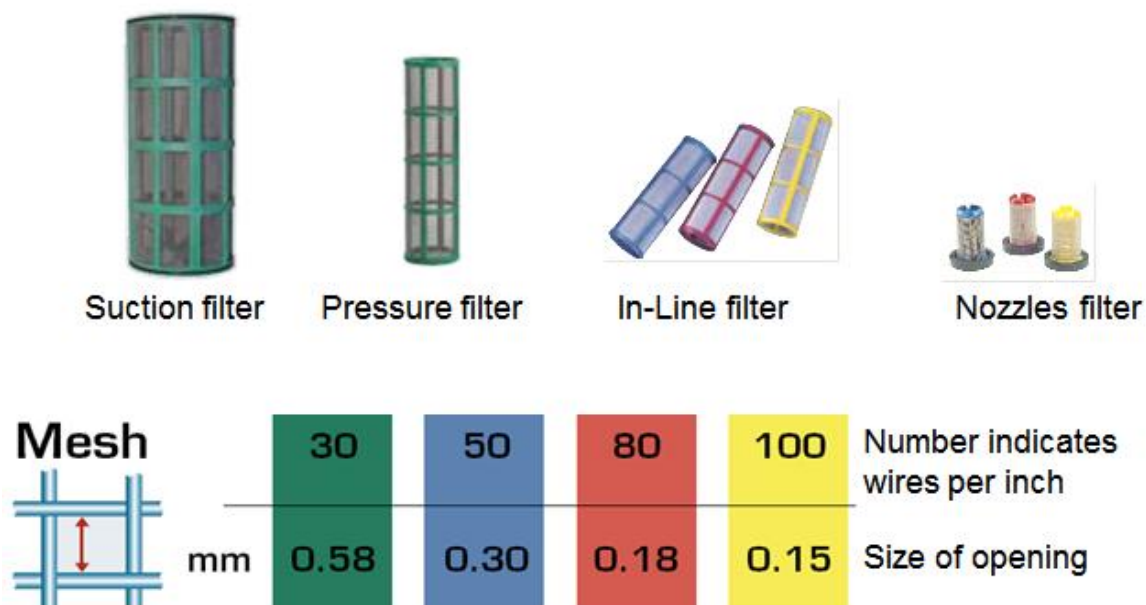 Suction filter
Pressure filter
In-Line filter
Nozzles filter
Mesh
30
50
80
100
Number indicates
wires per inch
mm
0.58
0.30
0.18
0.15
Size of opening